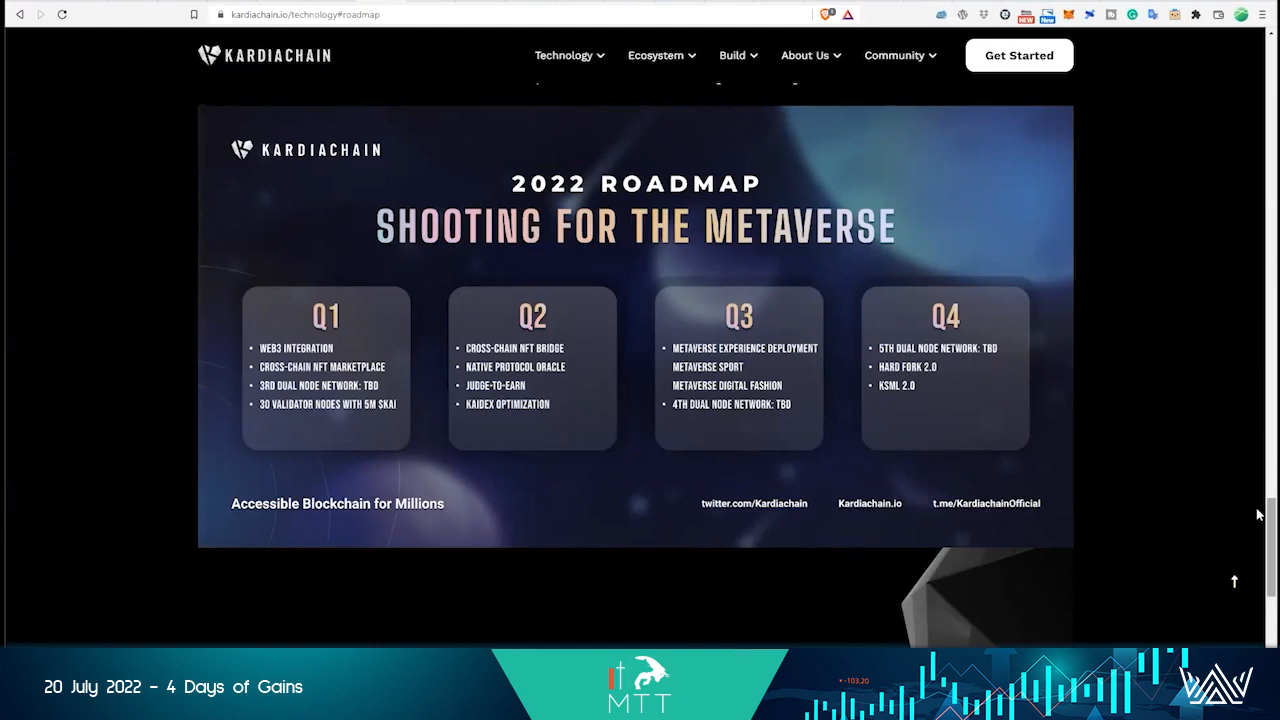 kardiachain.io/technology#roadmap
NEW
New
KARDIACHAIN
Technology Ecosystem Build About Us Community Get Started
KARDIACHAIN
2022 ROADMAP
SHOOTING FOR THE METAVERSE
Q1
• WEB3 INTEGRATION
• CROSS-CHAIN NFT MARKETPLACE
• 3RD DUAL NODE NETWORK: TBD
• 30 VALIDATOR NODES WITH 5M $KAI
Q2
• CROSS-CHAIN NFT BRIDGE
• NATIVE PROTOCOL ORACLE
• JUDGE-TO-EARN
• KAIDEX OPTIMIZATION
Q3
• METAVERSE EXPERIENCE DEPLOYMENT
METAVERSE SPORT
METAVERSE DIGITAL FASHION
• 4TH DUAL NODE NETWORK: TBD
Q4
• 5TH DUAL NODE NETWORK: TBD
• HARD FORK 2.0
• KSML 2.0
Accessible Blockchain for Millions
twitter.com/Kardiachain Kardiachain.io t.me/KardiachainOfficial
20 July 2022 - 4 Days of Gains
it
MTT
-103.20